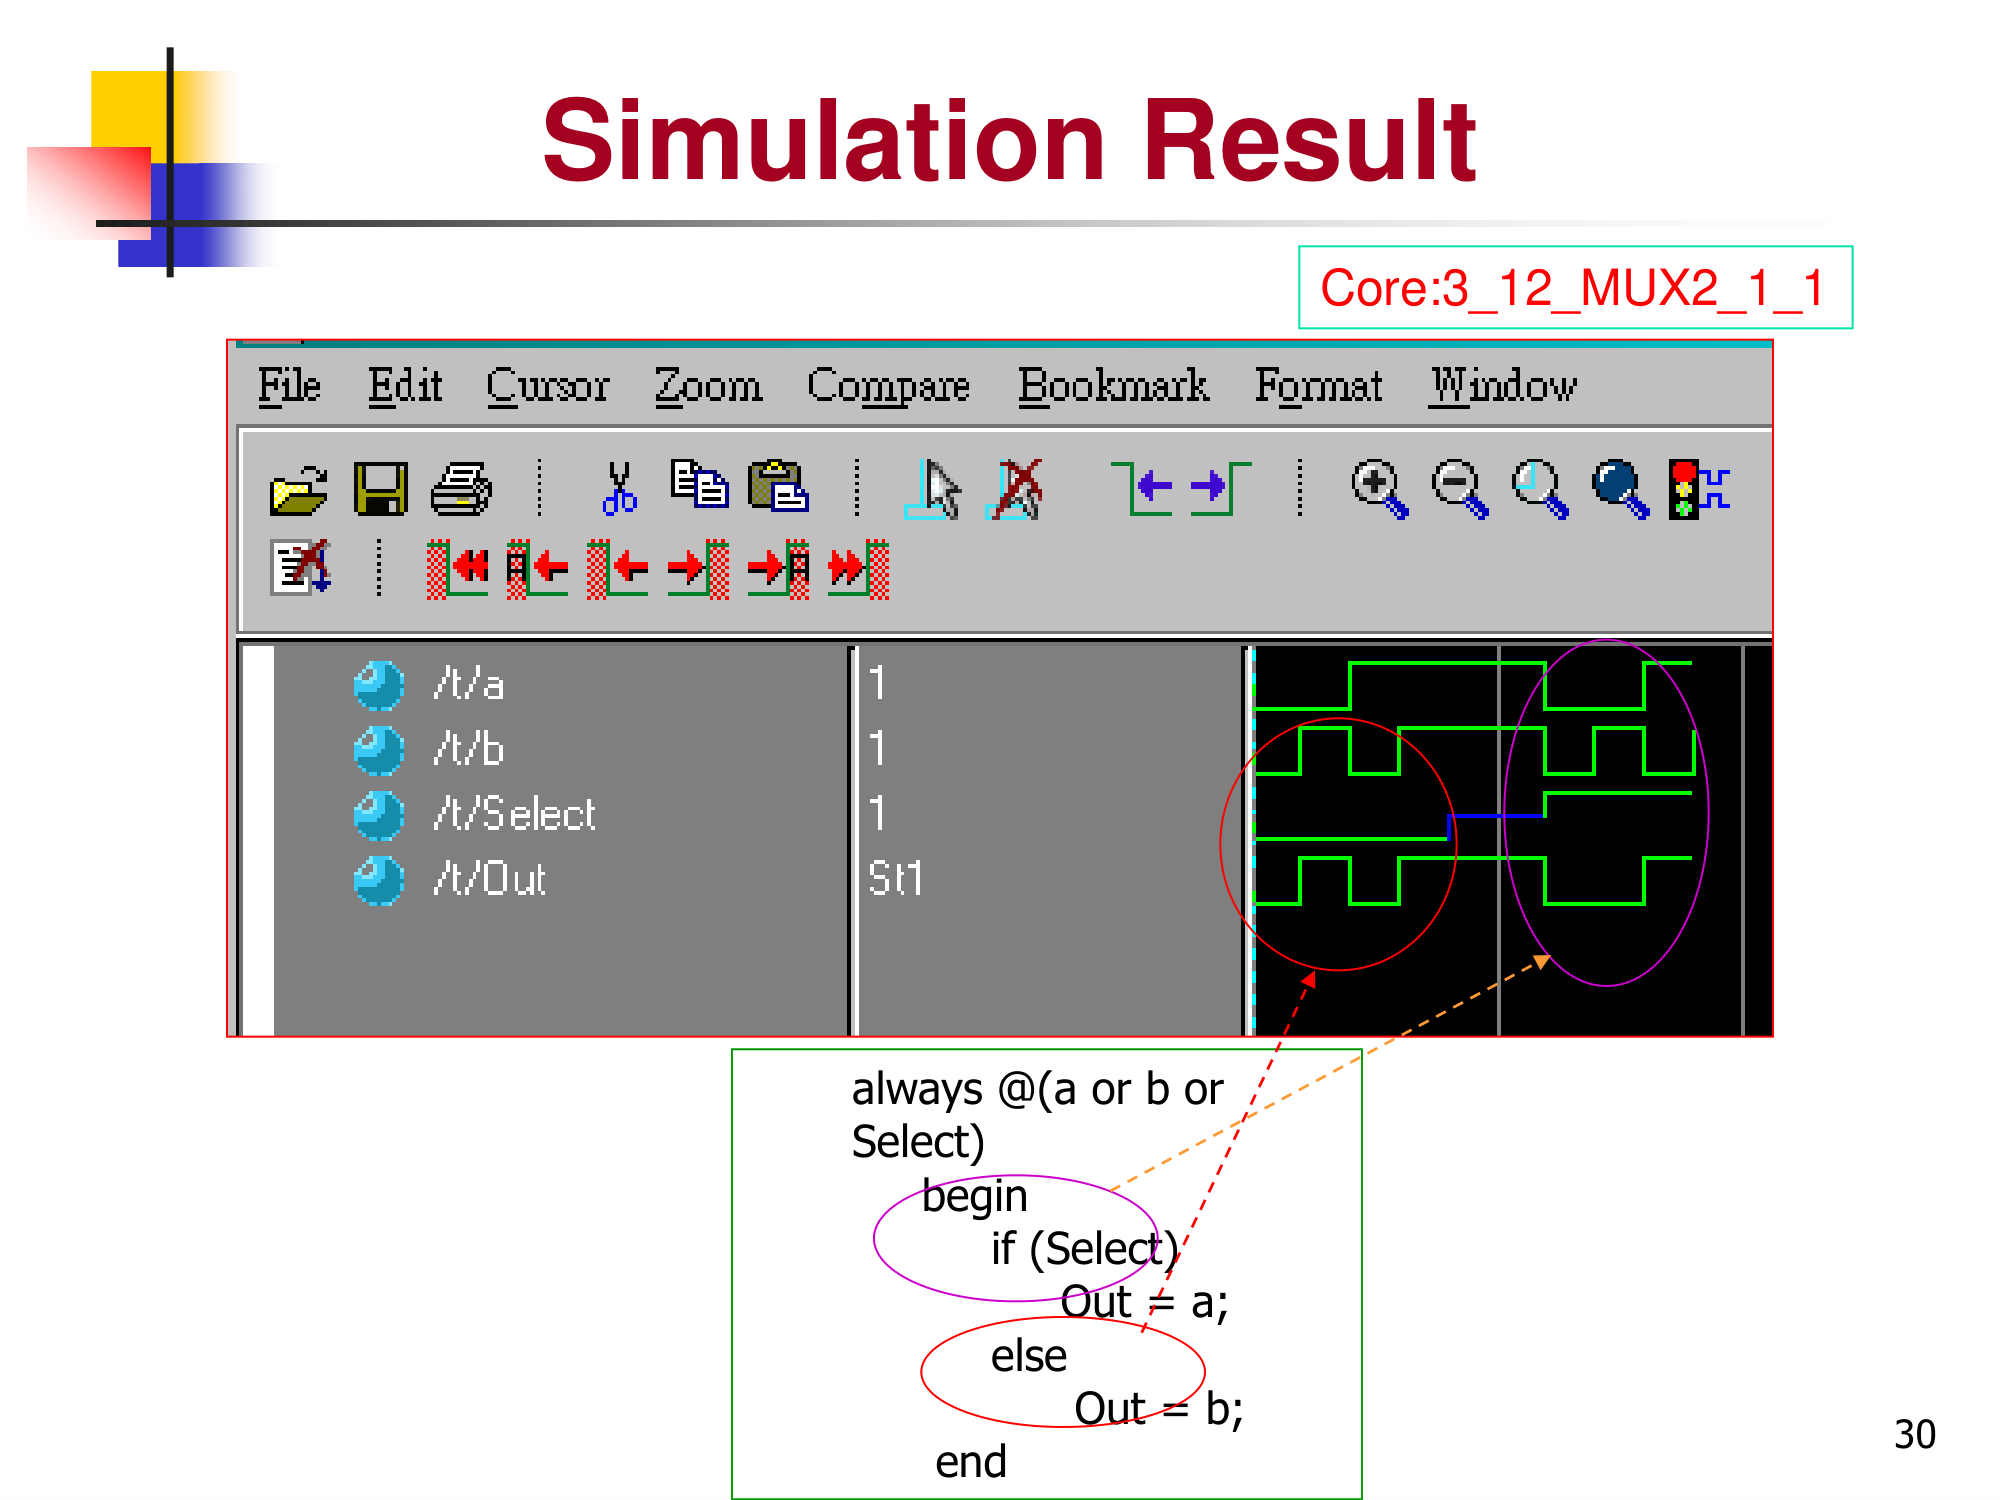 Simulation Result
Core:3_12_MUX2_1_1
File Edit Cursor Zoom Compare Bookmark Format Window
/t/a 1
/t/b 1
/t/Select 1
/t/Out St1
always @(a or b or
Select)
begin
if (Select)
Out = a;
else
Out = b;
end
30